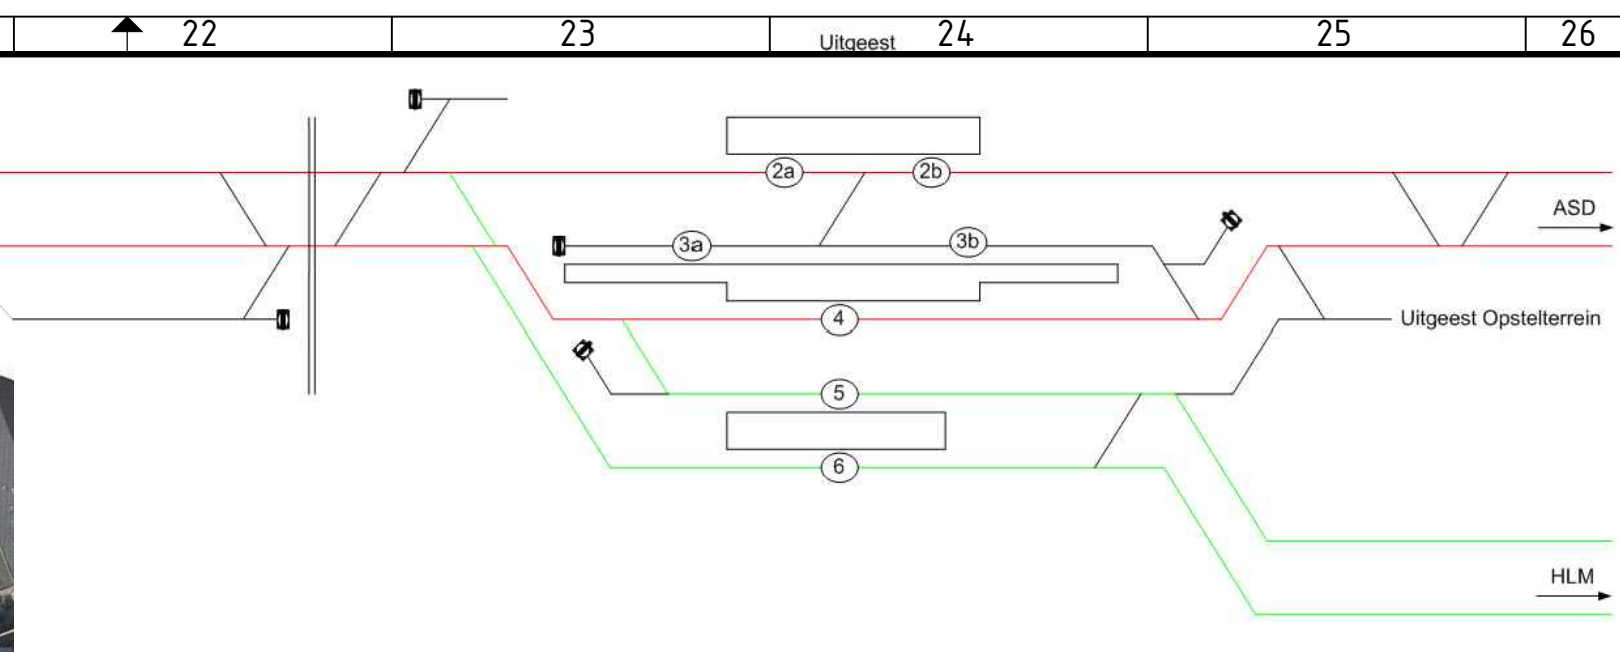 22 23 24 25 26
Uitgeest
2a 2b
ASD
3a 3b
4
Uitgeest Opstelterrein
5
6
HLM